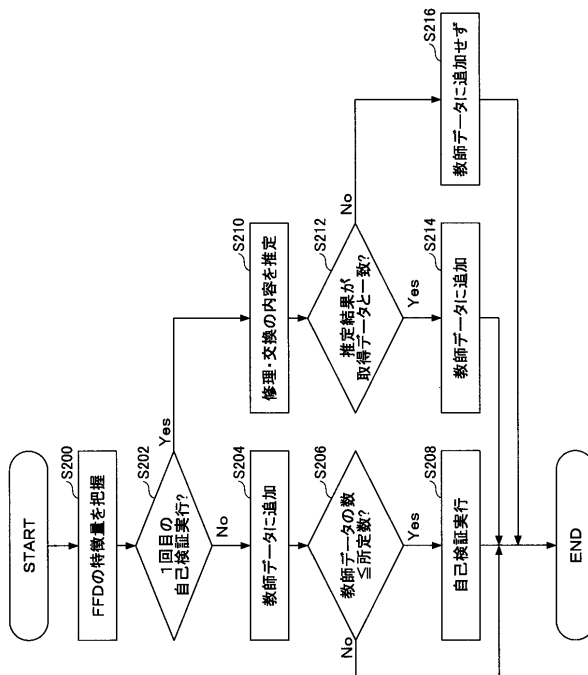 START
S200
FFDの特徴量を把握
S202
1回目の
自己検証実行?
Yes
No
S204
教師データに追加
S206
教師データの数
≦所定数?
No
Yes
S208
自己検証実行
S210
修理・交換の内容を推定
S212
推定結果が
取得データと一致?
No
Yes
S214
教師データに追加
S216
教師データに追加せず
END